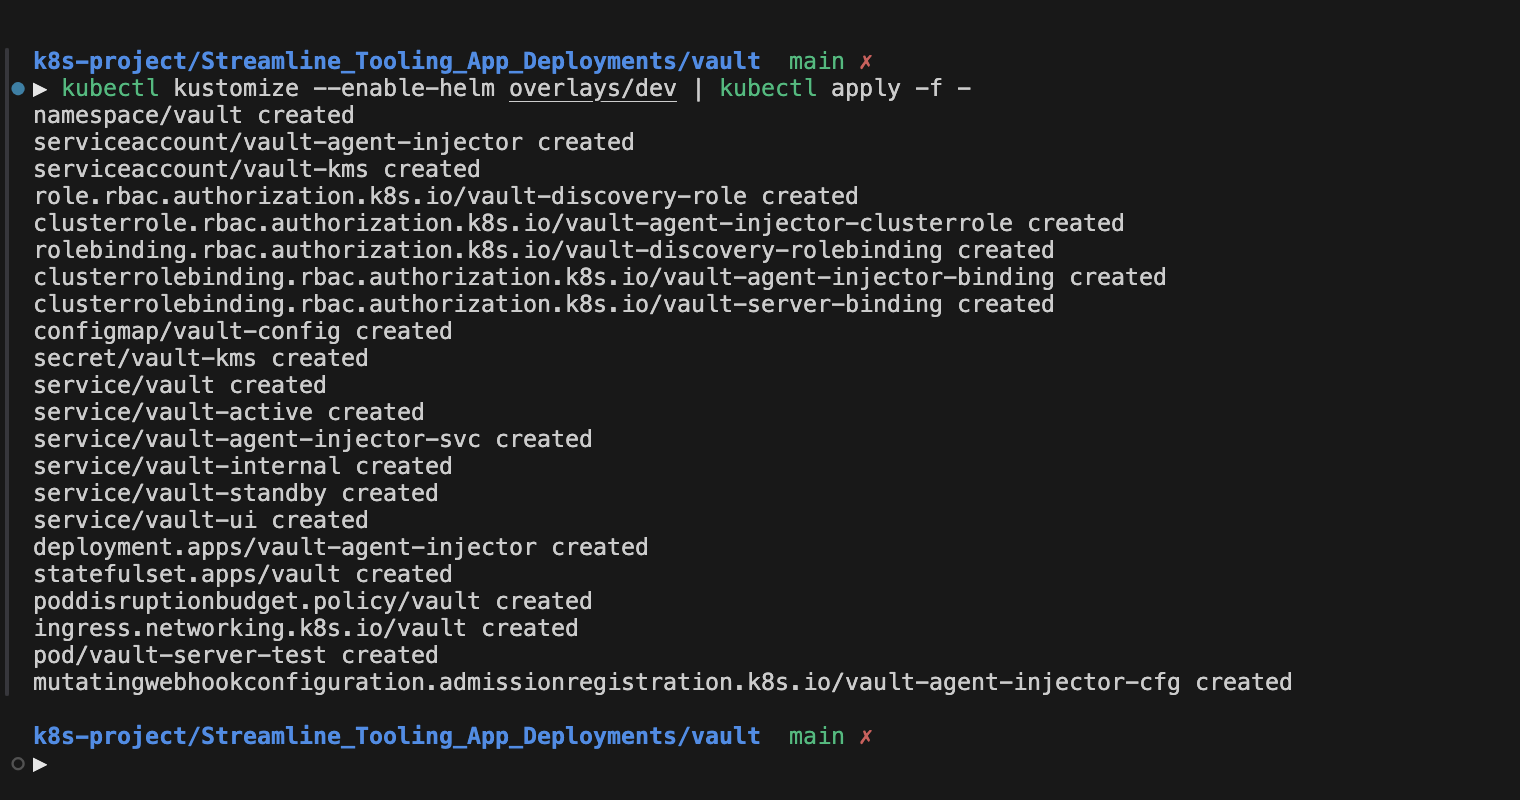 k8s-project/Streamline_Tooling_App_Deployments/vault main ✗
▶ kubectl kustomize --enable-helm overlays/dev | kubectl apply -f -
namespace/vault created
serviceaccount/vault-agent-injector created
serviceaccount/vault-kms created
role.rbac.authorization.k8s.io/vault-discovery-role created
clusterrole.rbac.authorization.k8s.io/vault-agent-injector-clusterrole created
rolebinding.rbac.authorization.k8s.io/vault-discovery-rolebinding created
clusterrolebinding.rbac.authorization.k8s.io/vault-agent-injector-binding created
clusterrolebinding.rbac.authorization.k8s.io/vault-server-binding created
configmap/vault-config created
secret/vault-kms created
service/vault created
service/vault-active created
service/vault-agent-injector-svc created
service/vault-internal created
service/vault-standby created
service/vault-ui created
deployment.apps/vault-agent-injector created
statefulset.apps/vault created
poddisruptionbudget.policy/vault created
ingress.networking.k8s.io/vault created
pod/vault-server-test created
mutatingwebhookconfiguration.admissionregistration.k8s.io/vault-agent-injector-cfg created
k8s-project/Streamline_Tooling_App_Deployments/vault main ✗
▶